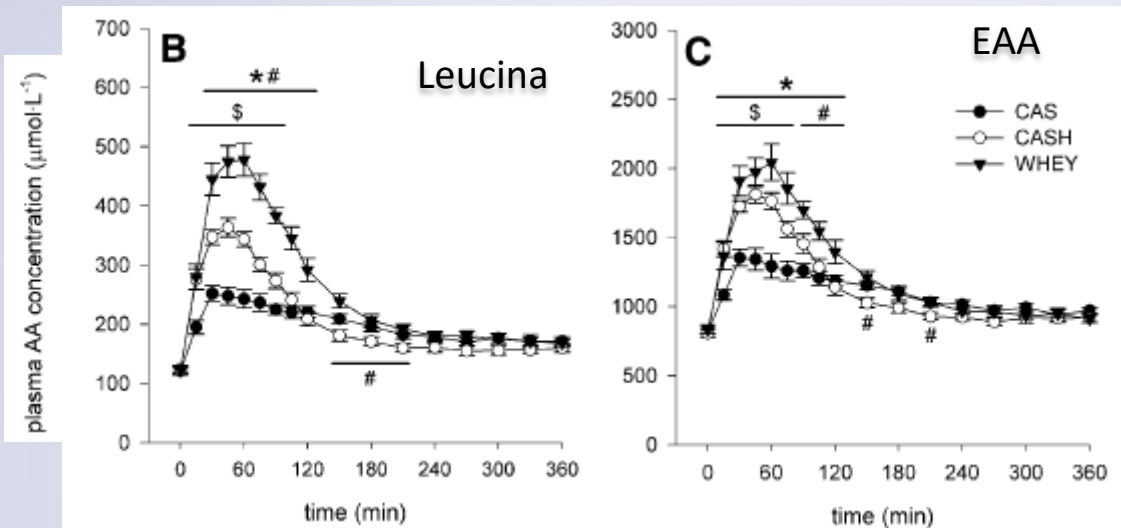 B
Leucina
*#
$
#
plasma AA concentration (μmol·L⁻¹)
700
600
500
400
300
200
100
0
0 60 120 180 240 300 360
time (min)
C
EAA
*
$ #
CAS
CASH
WHEY
# #
3000
2500
2000
1500
1000
500
0
0 60 120 180 240 300 360
time (min)